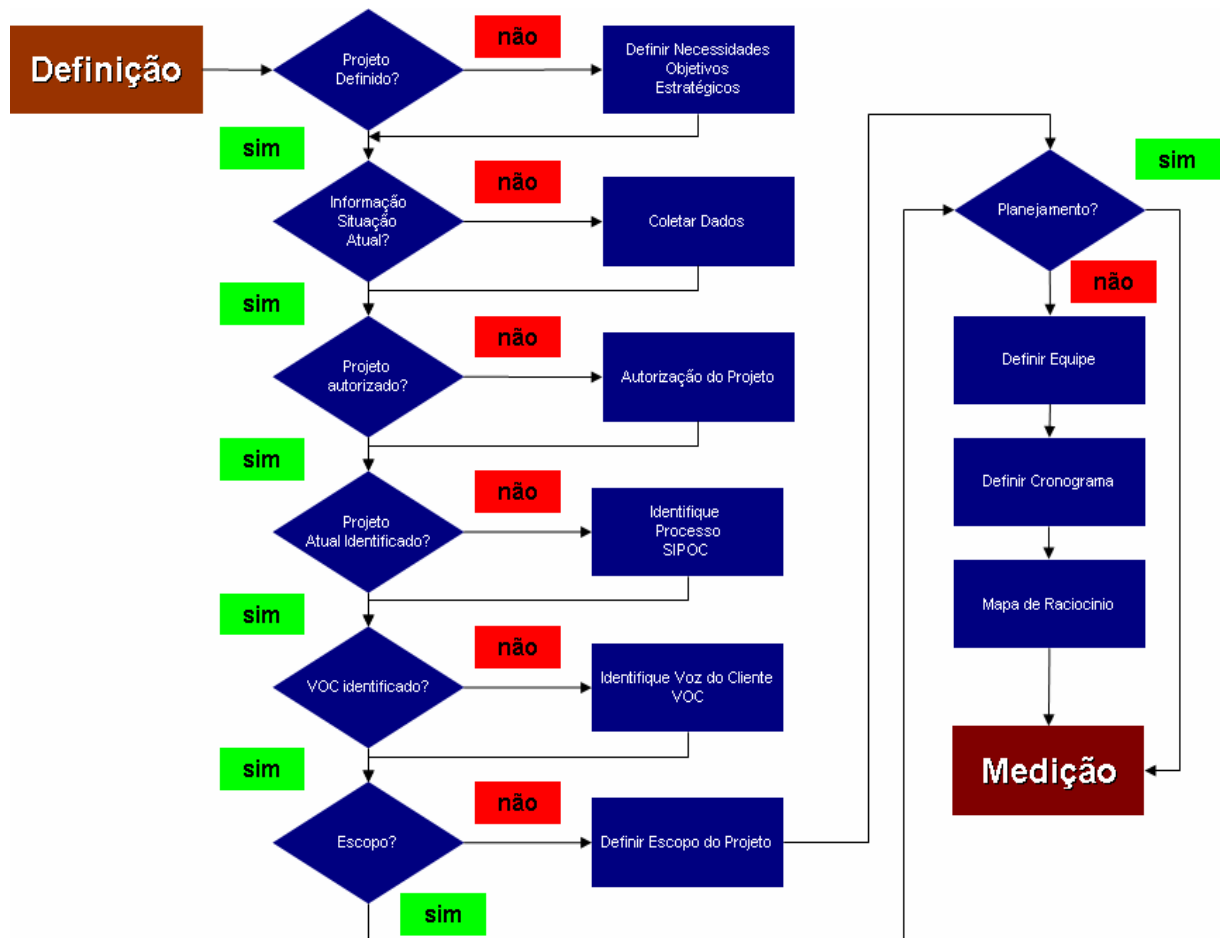 Definição
Projeto
Definido?
não
Definir Necessidades
Objetivos
Estratégicos
sim
Informação
Situação
Atual?
não
Coletar Dados
sim
Projeto
autorizado?
não
Autorização do Projeto
sim
Projeto
Atual Identificado?
não
Identifique
Processo
SIPOC
sim
VOC identificado?
não
Identifique Voz do Cliente
VOC
sim
Escopo?
não
Definir Escopo do Projeto
sim
Planejamento?
sim
não
Definir Equipe
Definir Cronograma
Mapa de Raciocínio
Medição